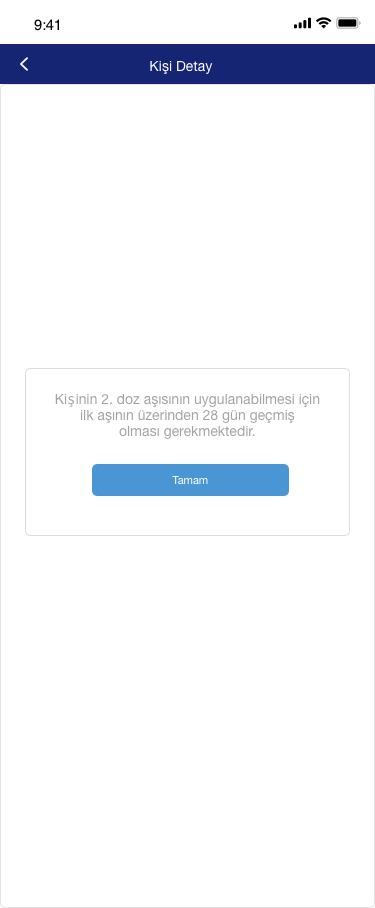 9:41
Kişi Detay
Kişinin 2. doz aşısının uygulanabilmesi için
ilk aşının üzerinden 28 gün geçmiş
olması gerekmektedir.
Tamam